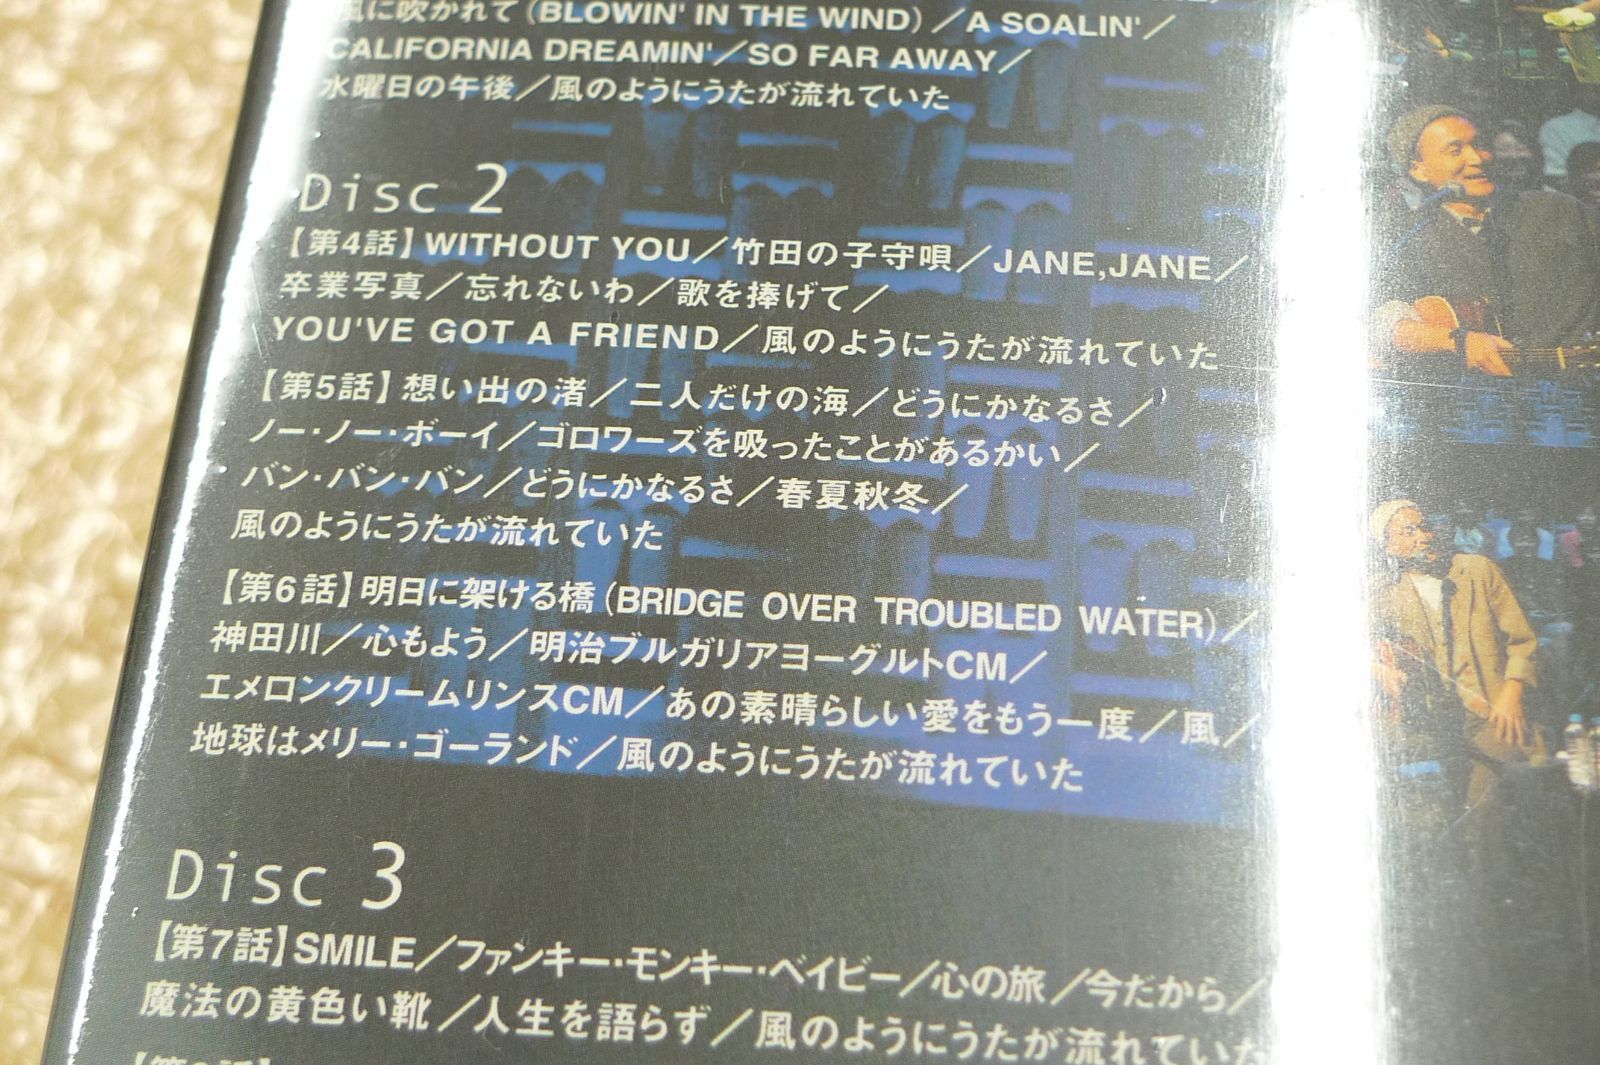 風に吹かれて(BLOWIN' IN THE WIND)／A SOALIN'／
CALIFORNIA DREAMIN'／SO FAR AWAY／
水曜日の午後／風のようにうたが流れていた
Disc 2
【第4話】WITHOUT YOU／竹田の子守唄／JANE,JANE／
卒業写真／忘れないわ／歌を捧げて／
YOU'VE GOT A FRIEND／風のようにうたが流れていた
【第5話】想い出の渚／二人だけの海／どうにかなるさ／
ノー・ノー・ボーイ／ゴロワーズを吸ったことがあるかい／
バン・バン・バン／どうにかなるさ／春夏秋冬／
風のようにうたが流れていた
【第6話】明日に架ける橋(BRIDGE OVER TROUBLED WATER)／
神田川／心もよう／明治ブルガリアヨーグルトCM／
エメロンクリームリンスCM／あの素晴らしい愛をもう一度／風／
地球はメリー・ゴーランド／風のようにうたが流れていた
Disc 3
【第7話】SMILE／ファンキー・モンキー・ベイビー／心の旅／今だから／
魔法の黄色い靴／人生を語らず／風のようにうたが流れていた